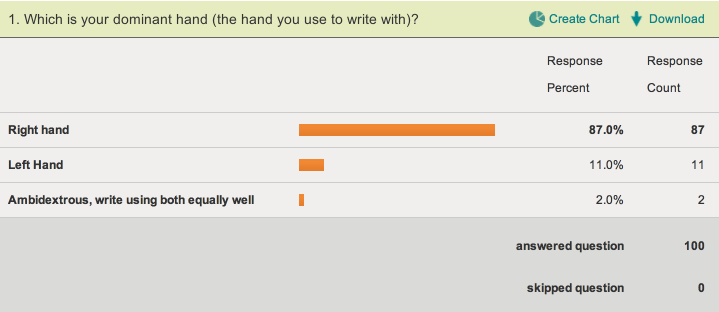 1. Which is your dominant hand (the hand you use to write with)? Create Chart Download
Response Response
Percent Count
Right hand 87.0% 87
Left Hand 11.0% 11
Ambidextrous, write using both equally well 2.0% 2
answered question 100
skipped question 0